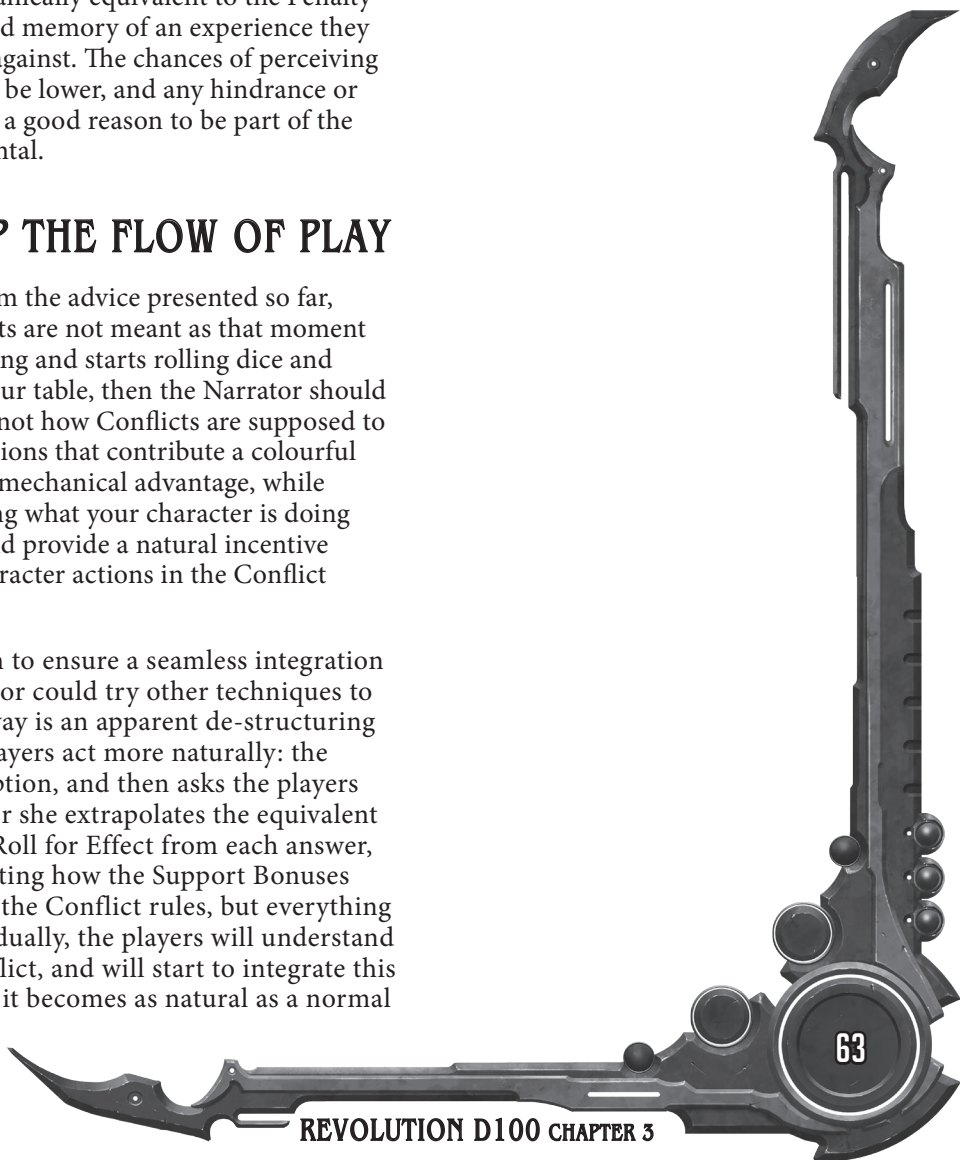 nically equivalent to the Penalty
d memory of an experience they
against. The chances of perceiving
be lower, and any hindrance or
a good reason to be part of the
ntal.
THE FLOW OF PLAY
m the advice presented so far,
ts are not meant as that moment
ng and starts rolling dice and
ur table, then the Narrator should
not how Conflicts are supposed to
ions that contribute a colourful
mechanical advantage, while
ng what your character is doing
d provide a natural incentive
racter actions in the Conflict
n to ensure a seamless integration
or could try other techniques to
way is an apparent de-structuring
ayers act more naturally: the
ption, and then asks the players
r she extrapolates the equivalent
Roll for Effect from each answer,
ting how the Support Bonuses
the Conflict rules, but everything
dually, the players will understand
flict, and will start to integrate this
it becomes as natural as a normal
63
REVOLUTION D100 CHAPTER 3